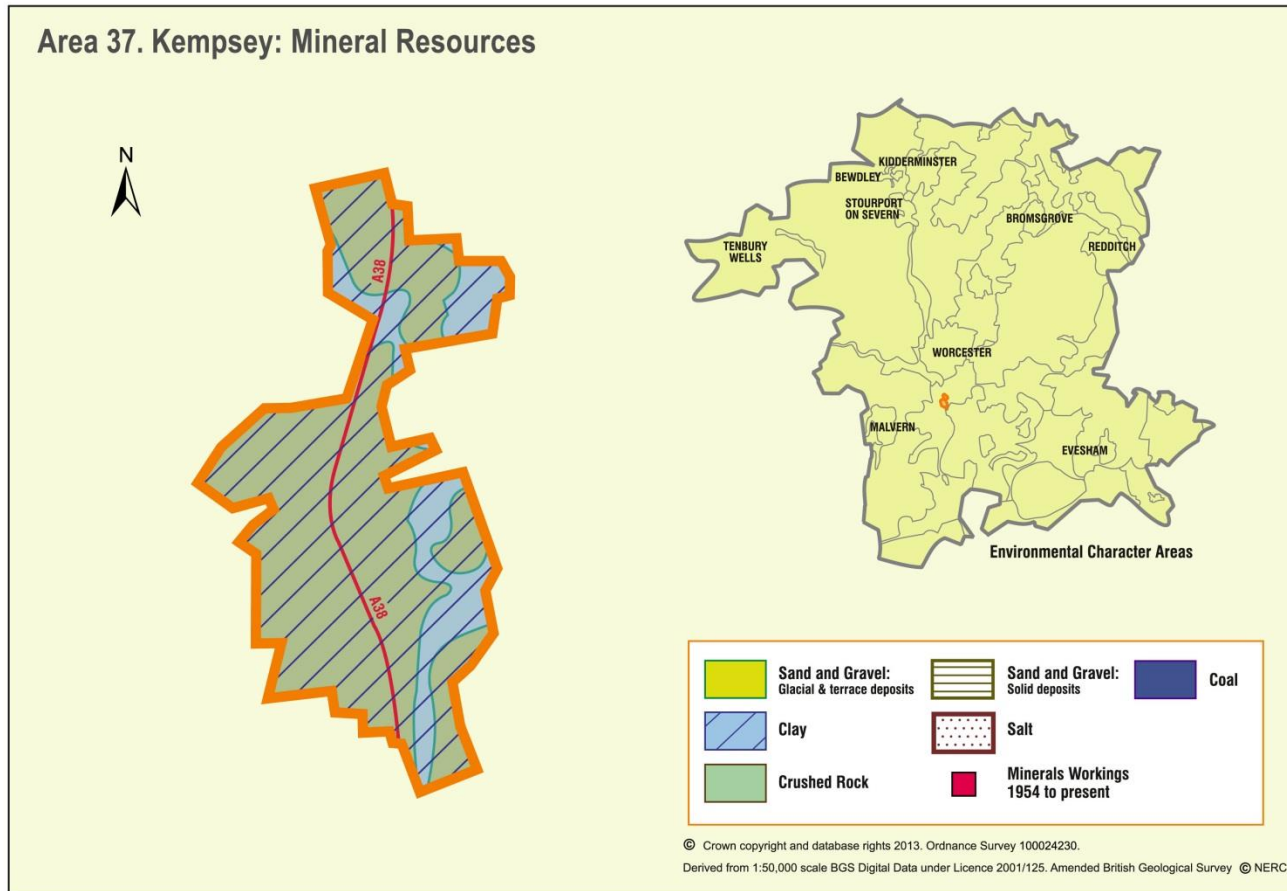 Area 37. Kempsey: Mineral Resources
N
A38
A38
KIDDERMINSTER
BEWDLEY
STOURPORT
ON SEVERN
BROMSGROVE
REDDITCH
TENBURY
WELLS
WORCESTER
MALVERN
EVESHAM
Environmental Character Areas
Sand and Gravel:
Glacial & terrace deposits
Sand and Gravel:
Solid deposits
Coal
Clay
Salt
Crushed Rock
Minerals Workings
1954 to present
© Crown copyright and database rights 2013. Ordnance Survey 100024230.
Derived from 1:50,000 scale BGS Digital Data under Licence 2001/125. Amended British Geological Survey © NERC